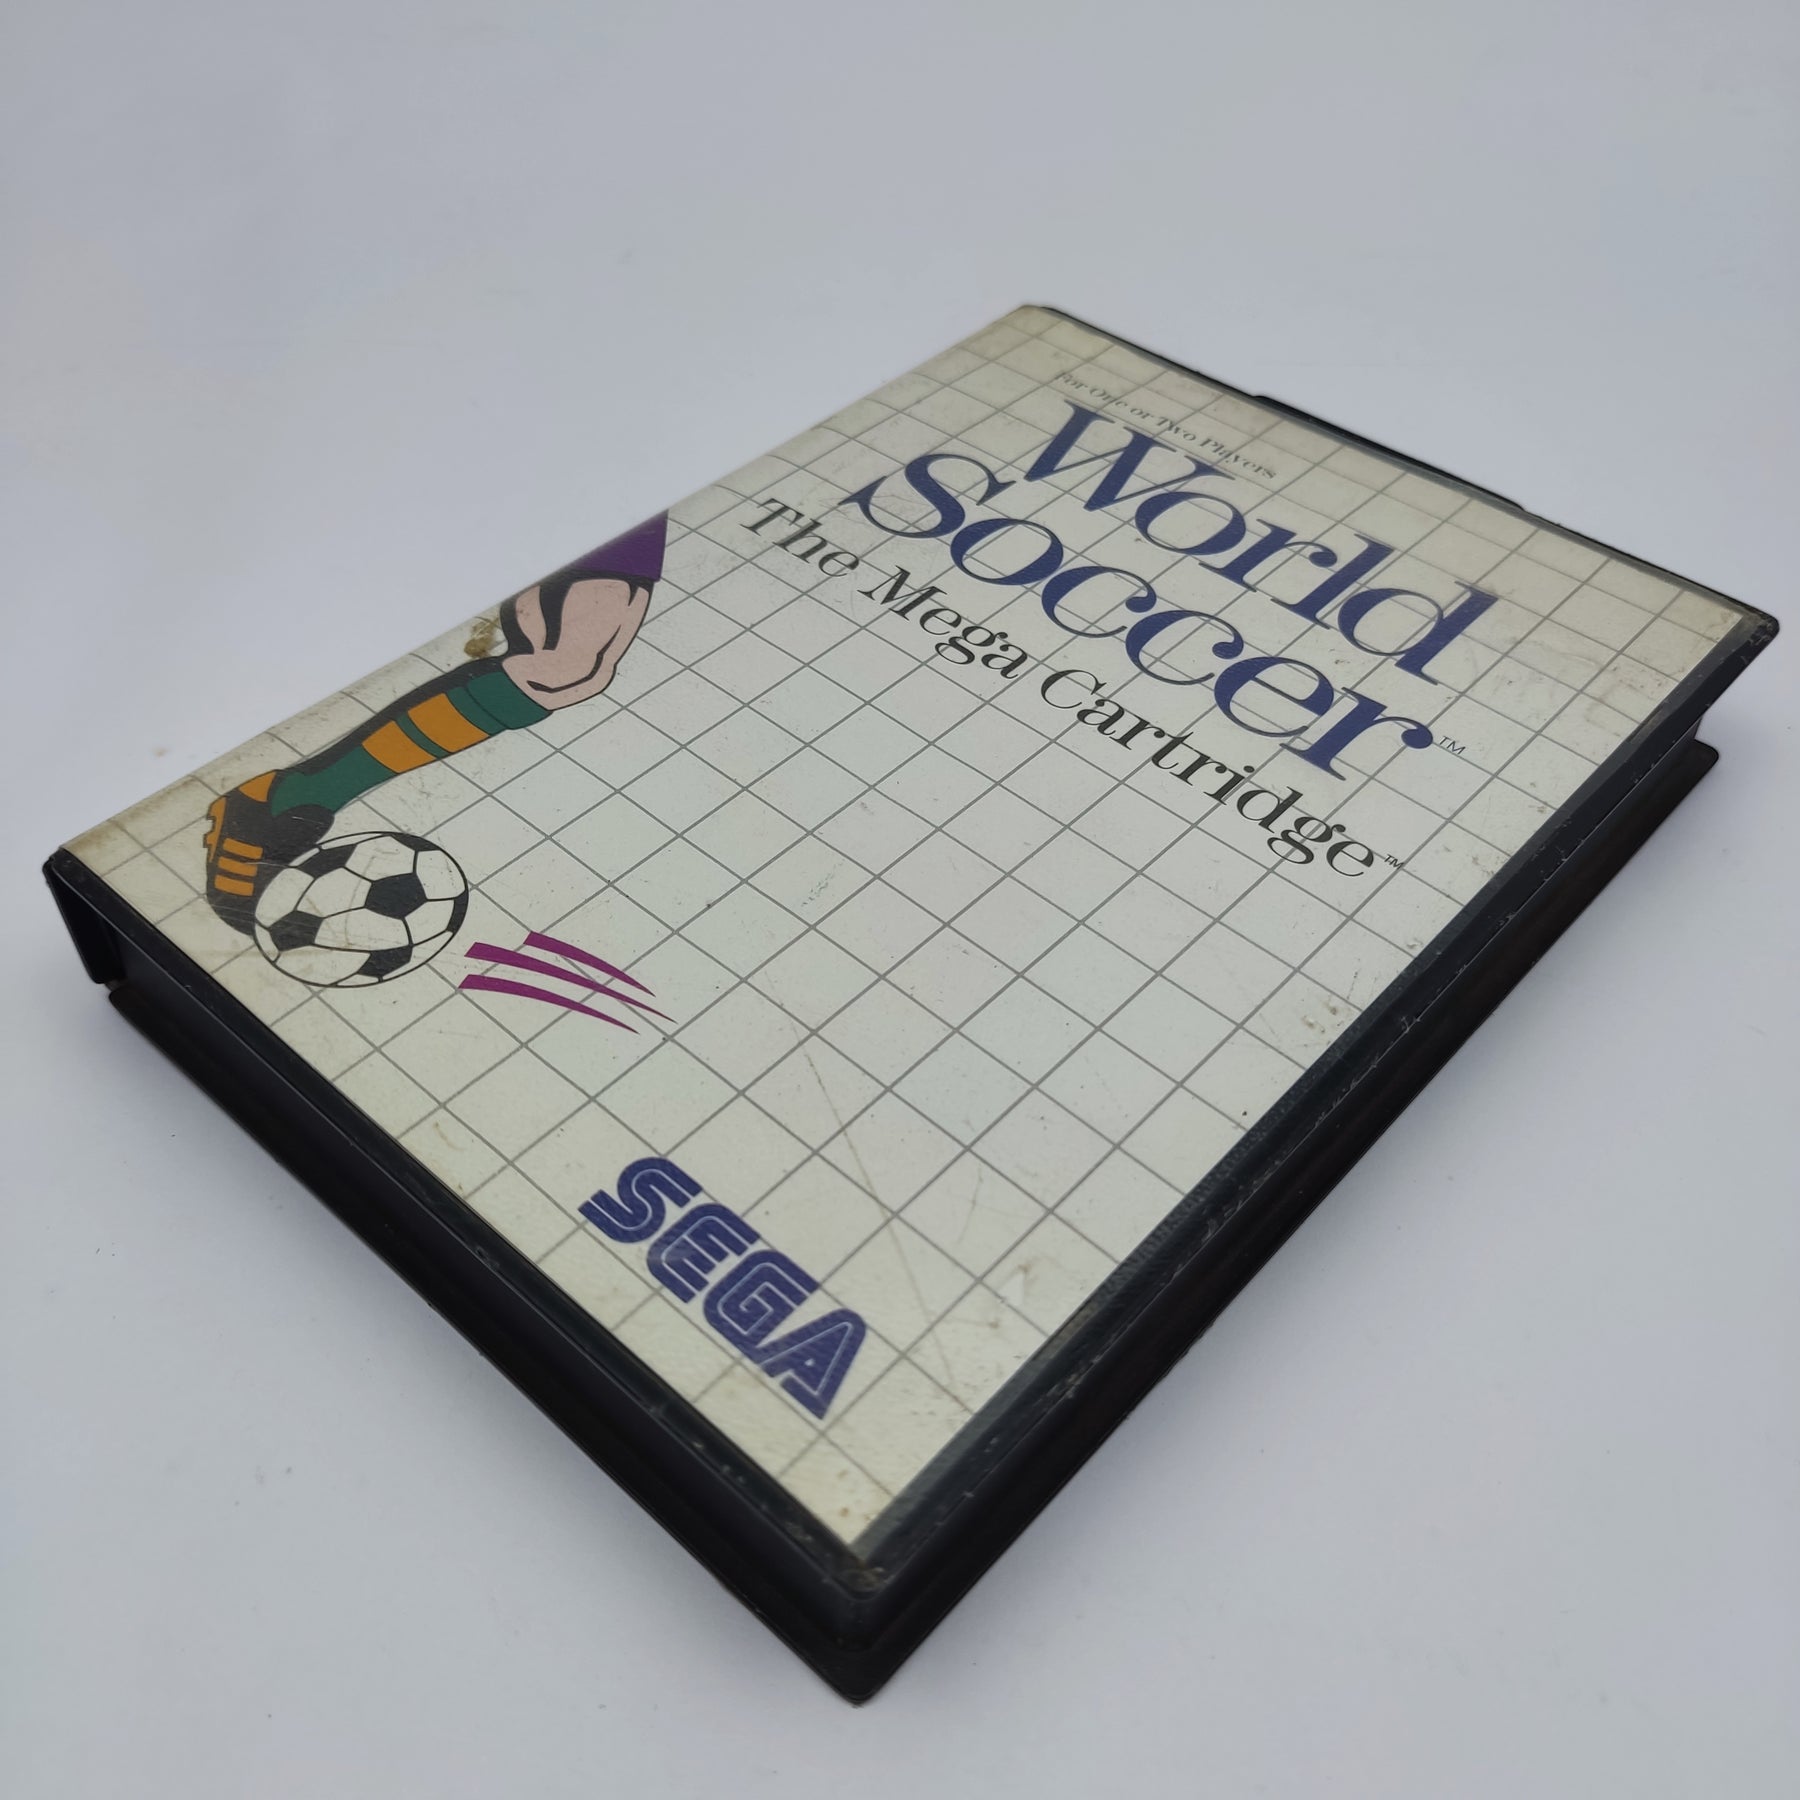 For One or Two Players
World
Soccer™
The Mega Cartridge™
SEGA